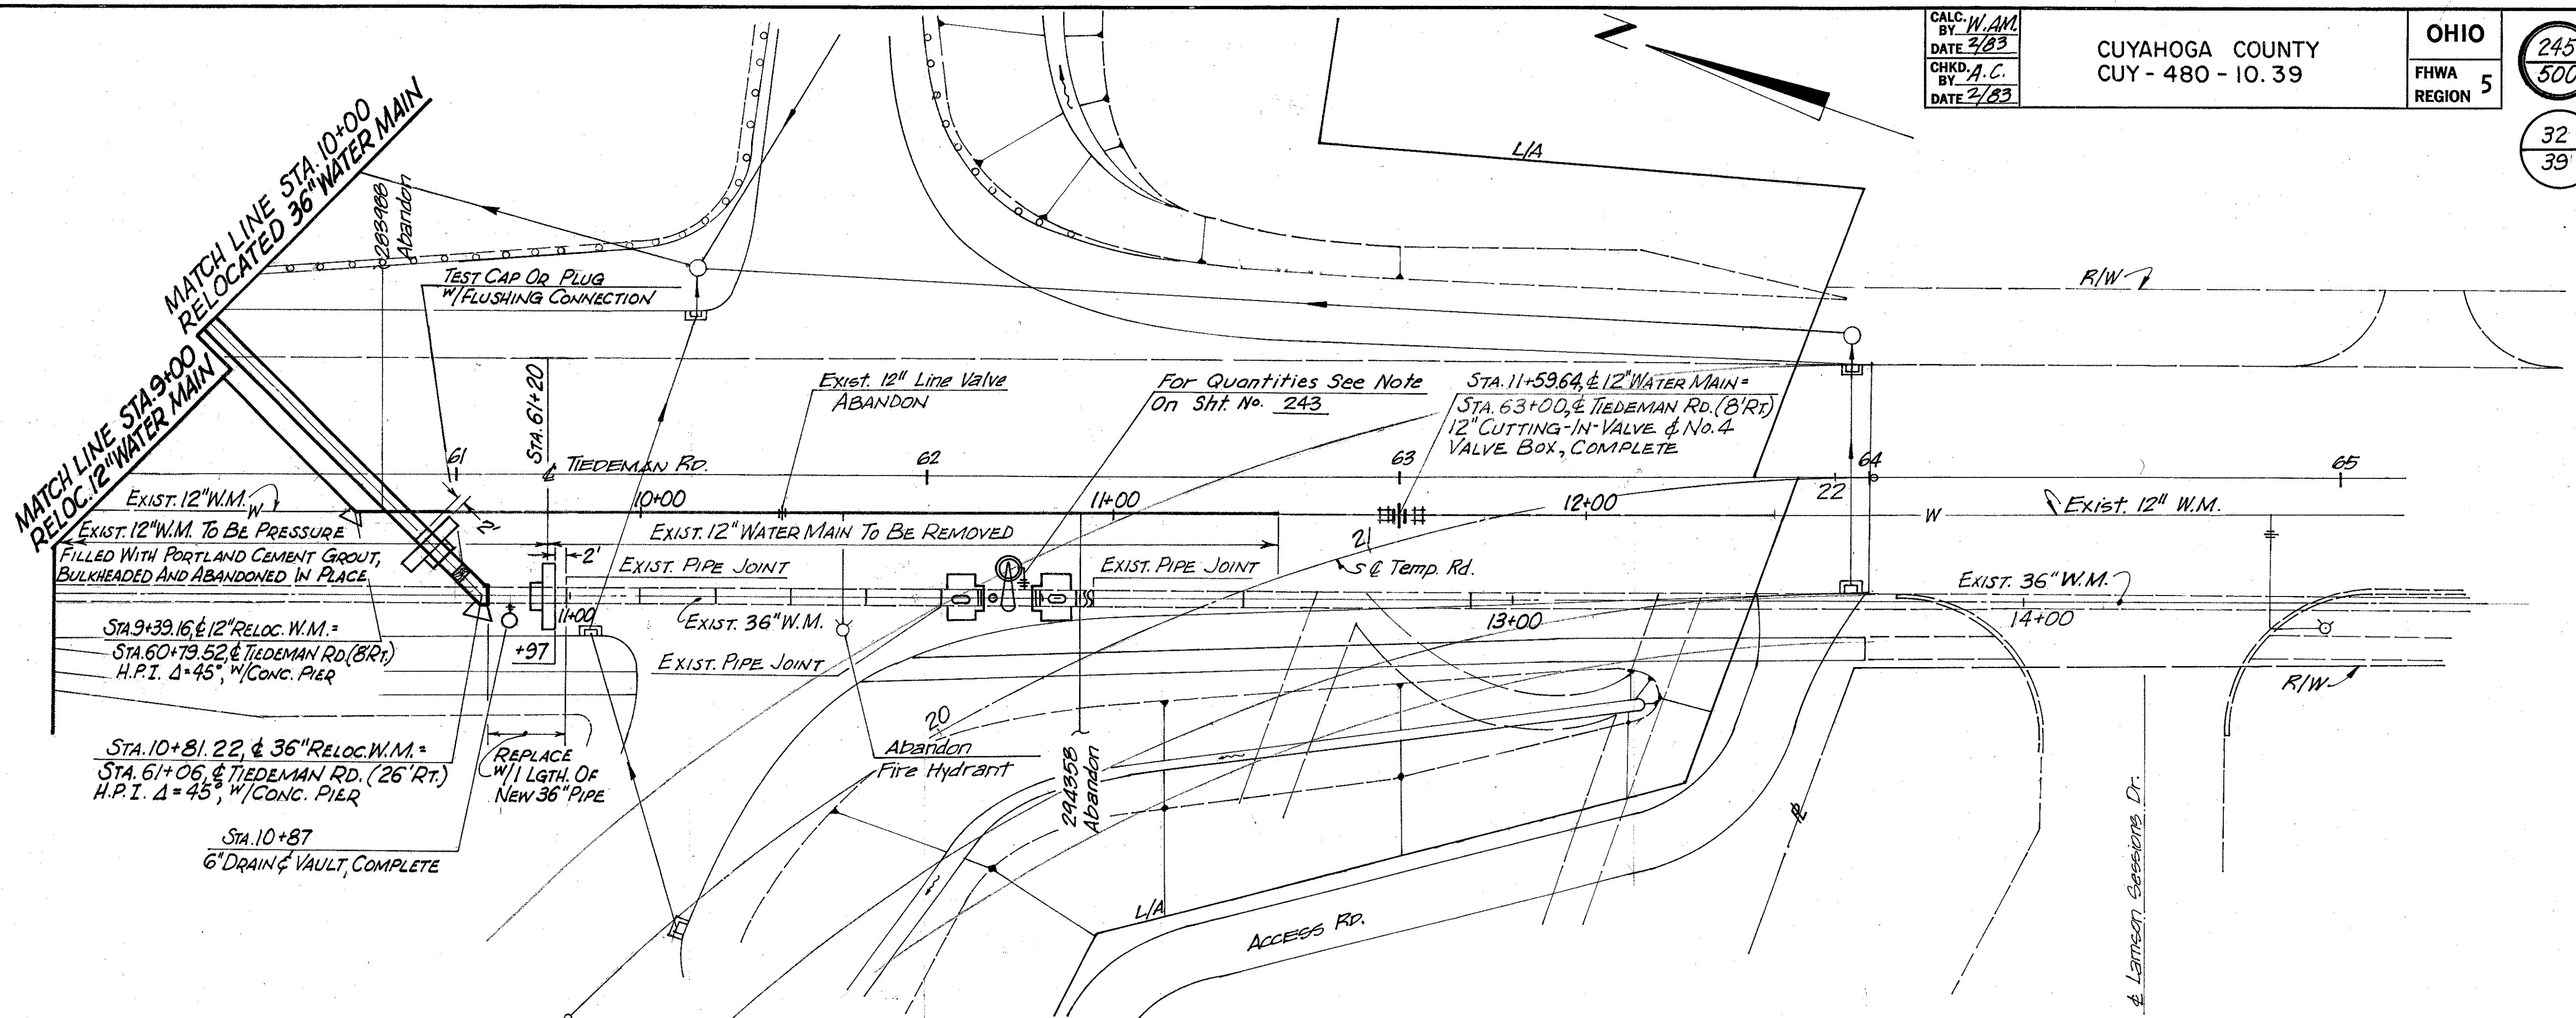 CALC. BY W.A.M.
DATE 2/83
CHKD. BY A.C.
DATE 2/83
CUYAHOGA COUNTY
CUY - 480 - 10.39
OHIO
FHWA REGION 5
245
500
32
39
N
MATCH LINE STA. 10+00
RELOCATED 36" WATER MAIN
MATCH LINE STA. 9+00
RELOC. 12" WATER MAIN
283988
Abandon
TEST CAP OR PLUG
W/FLUSHING CONNECTION
L/A
R/W
STA. 61+20
Exist. 12" Line Valve
ABANDON
For Quantities See Note
On Sht. No. 243
STA. 11+59.64, ℄ 12" WATER MAIN =
STA. 63+00, ℄ TIEDEMAN RD. (8' RT.)
12" CUTTING-IN-VALVE & No. 4
VALVE BOX, COMPLETE
61
℄ TIEDEMAN RD.
62
63
64
65
22
EXIST. 12" W.M.
W
10+00
11+00
12+00
W
Exist. 12" W.M.
2'
EXIST. 12" W.M. TO BE PRESSURE
FILLED WITH PORTLAND CEMENT GROUT,
BULKHEADED AND ABANDONED IN PLACE
EXIST. 12" WATER MAIN TO BE REMOVED
2'
EXIST. PIPE JOINT
EXIST. PIPE JOINT
21
S ℄ Temp. Rd.
EXIST. 36" W.M.
11+00
EXIST. 36" W.M.
13+00
14+00
STA. 9+39.16, ℄ 12" RELOC. W.M. =
STA. 60+79.52, ℄ TIEDEMAN RD. (8' RT.)
H.P.I. Δ = 45°, W/CONC. PIER
+97
EXIST. PIPE JOINT
R/W
20
STA. 10+81.22, ℄ 36" RELOC. W.M. =
STA. 61+06, ℄ TIEDEMAN RD. (26' RT.)
H.P.I. Δ = 45°, W/CONC. PIER
REPLACE
W/1 LGTH. OF
NEW 36" PIPE
Abandon
Fire Hydrant
294358
Abandon
STA. 10+87
6" DRAIN & VAULT, COMPLETE
L/A
ACCESS RD.
℄ Lamson Sessions Dr.